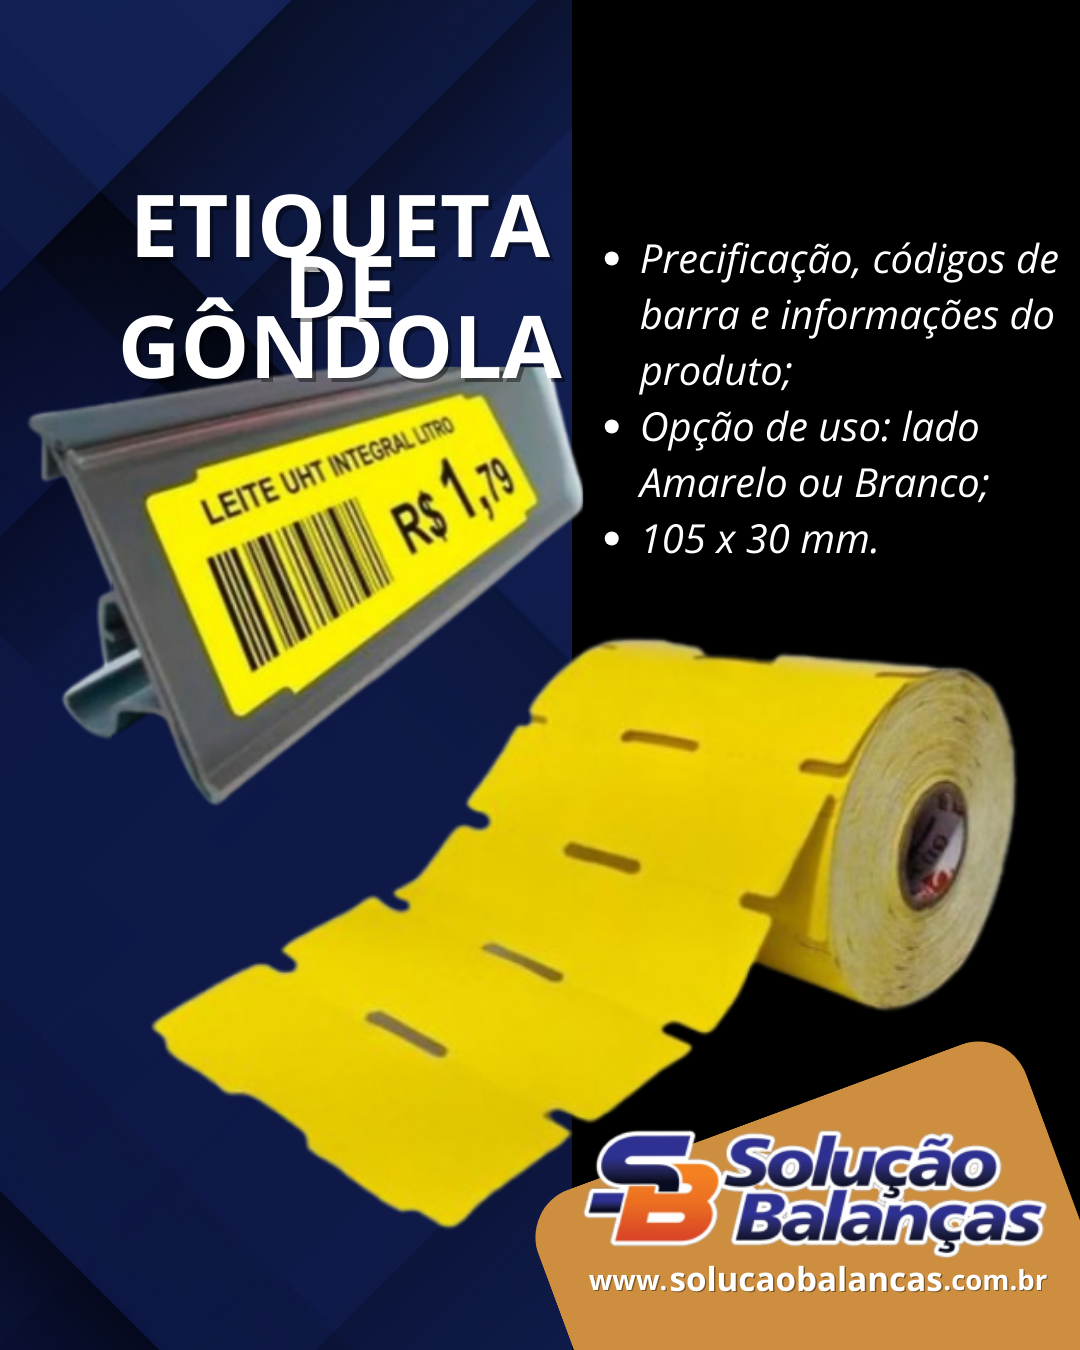 ETIQUETA
DE
GÔNDOLA
Precificação, códigos de
barra e informações do
produto;
Opção de uso: lado
Amarelo ou Branco;
105 x 30 mm.
LEITE UHT INTEGRAL LITRO
R$ 1,79
SB Solução
Balanças
www.solucaobalancas.com.br